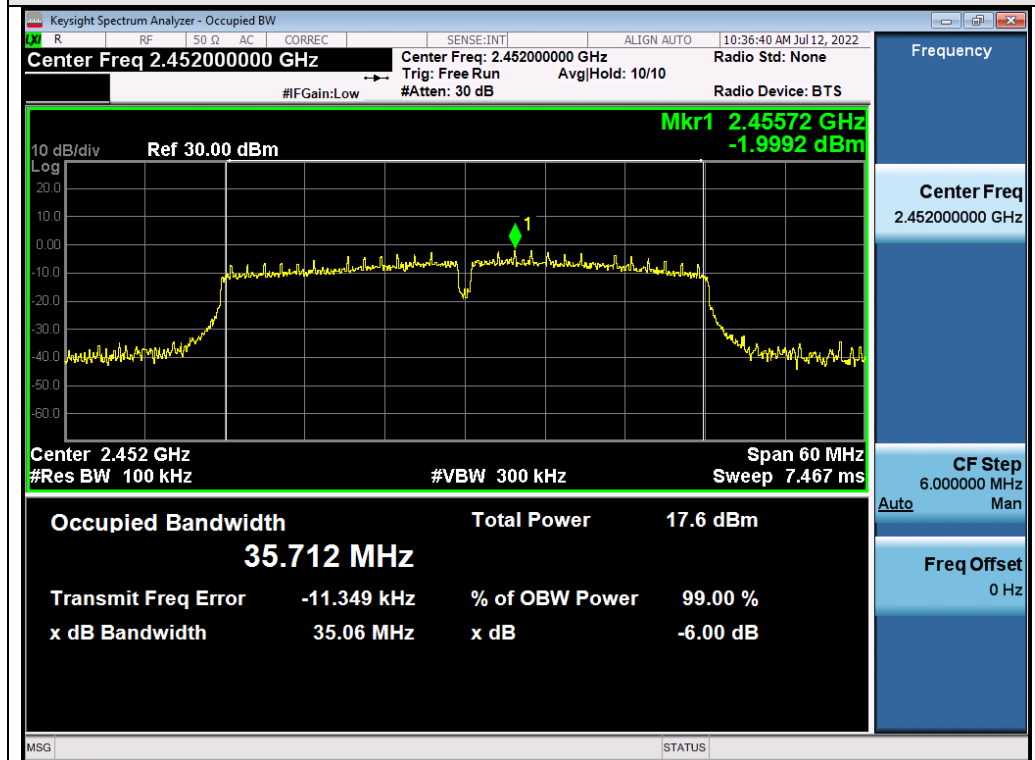 Keysight Spectrum Analyzer - Occupied BW
LXI R RF 50 Ω AC CORREC SENSE:INT ALIGN AUTO 10:36:40 AM Jul 12, 2022
Center Freq 2.452000000 GHz
Center Freq: 2.452000000 GHz
Radio Std: None
Trig: Free Run Avg|Hold: 10/10
#IFGain:Low
#Atten: 30 dB
Radio Device: BTS
Frequency
Mkr1 2.45572 GHz
-1.9992 dBm
10 dB/div Ref 30.00 dBm
Log
20.0
10.0
0.00
-10.0
-20.0
-30.0
-40.0
-50.0
-60.0
1
Center 2.452 GHz Span 60 MHz
#Res BW 100 kHz #VBW 300 kHz Sweep 7.467 ms
Center Freq
2.452000000 GHz
CF Step
6.000000 MHz
Auto Man
Freq Offset
0 Hz
Occupied Bandwidth Total Power 17.6 dBm
35.712 MHz
Transmit Freq Error -11.349 kHz % of OBW Power 99.00 %
x dB Bandwidth 35.06 MHz x dB -6.00 dB
MSG STATUS